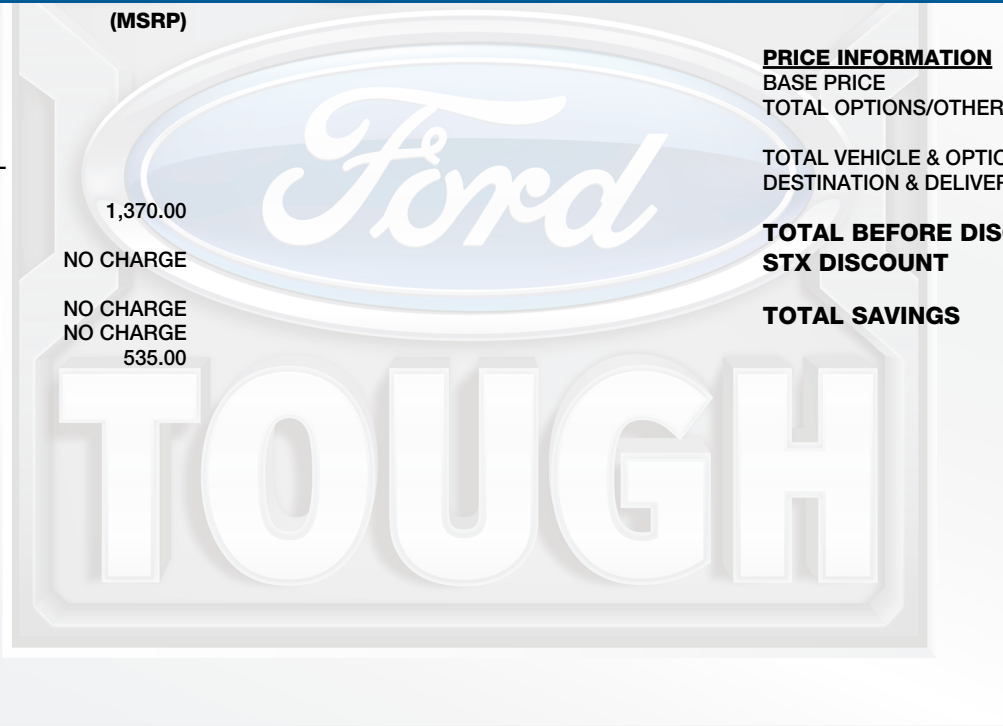 (MSRP)
1,370.00
NO CHARGE
NO CHARGE
NO CHARGE
535.00
PRICE INFORMATION
BASE PRICE
TOTAL OPTIONS/OTHER
TOTAL VEHICLE & OPTIO
DESTINATION & DELIVER
TOTAL BEFORE DISC
STX DISCOUNT
TOTAL SAVINGS
Ford
TOUGH